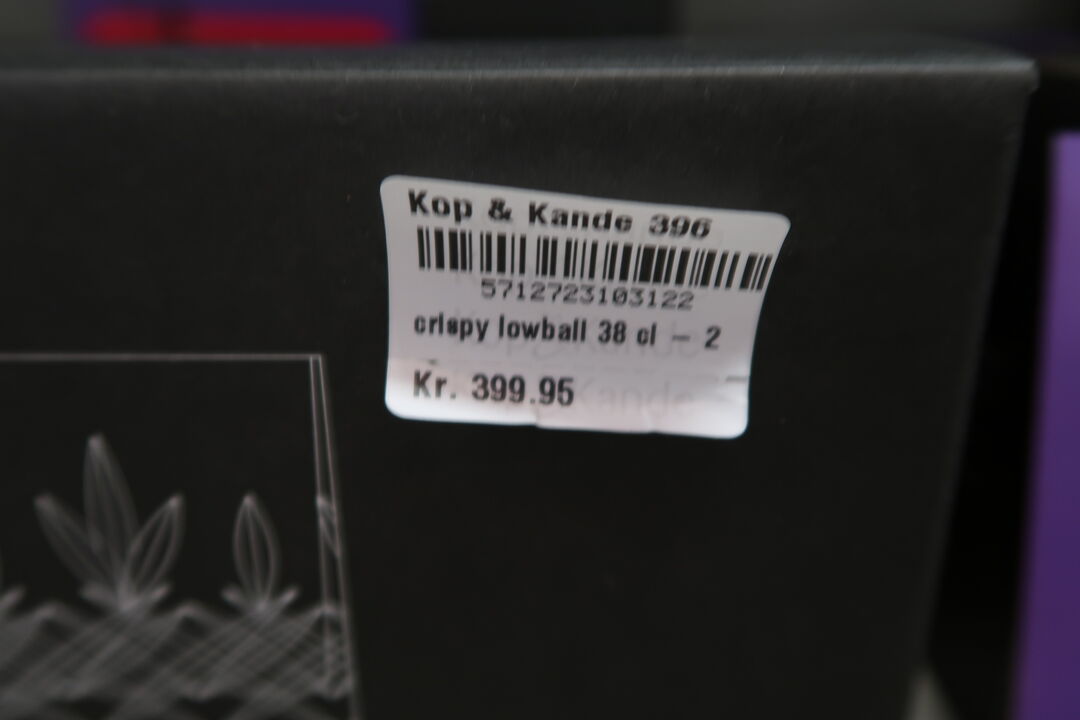 Kop & Kande 396
5712723103122
crispy lowball 38 cl - 2
Kr. 399.95